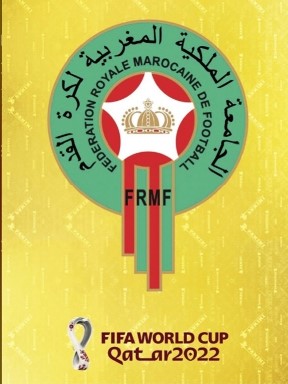 الجامعة الملكية المغربية لكرة القدم
FEDERATION ROYALE MAROCAINE DE FOOTBALL
FRMF
FIFA WORLD CUP
Qatar2022